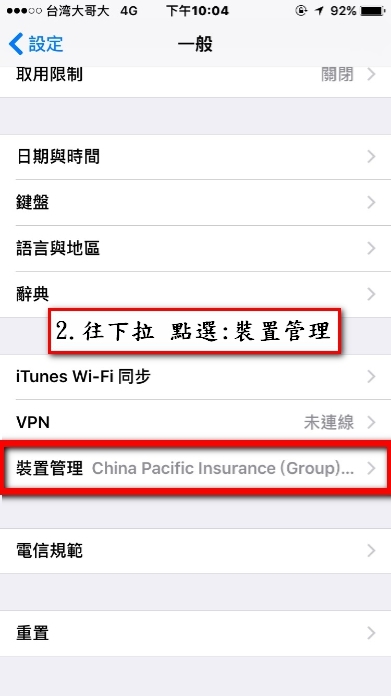 台灣大哥大 4G 下午10:04 92%
設定 一般
取用限制 關閉
日期與時間
鍵盤
語言與地區
辭典
2.往下拉 點選:裝置管理
iTunes Wi-Fi 同步
VPN 未連線
裝置管理 China Pacific Insurance (Group)...
電信規範
重置